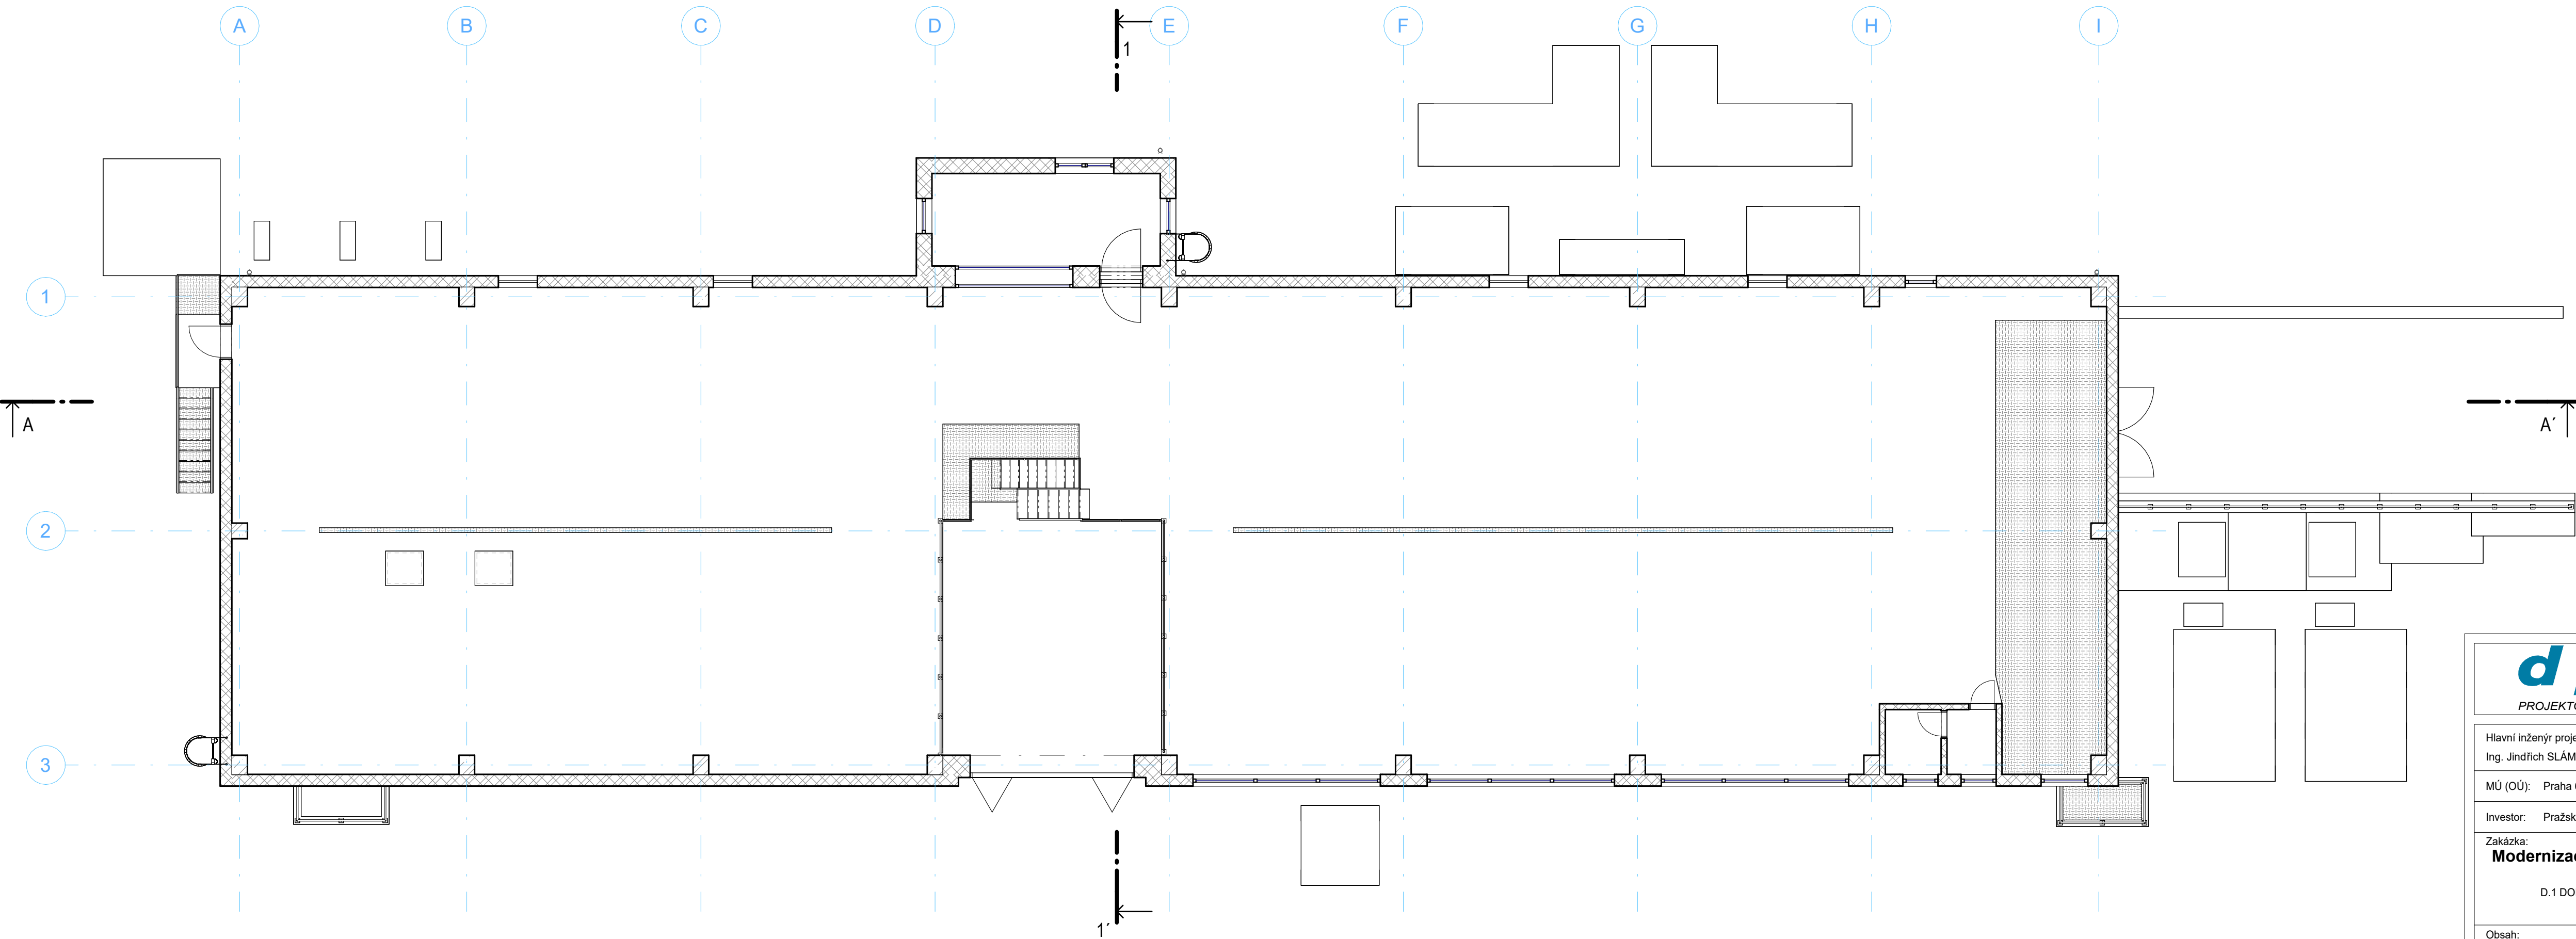 A B C D E F G H I
1
1
A
A´
2
3
1´
d
PROJEKTO
Hlavní inženýr proje
Ing. Jindřich SLÁM
MÚ (OÚ): Praha
Investor: Pražsk
Zakázka:
Modernizac
D.1 DO
Obsah: